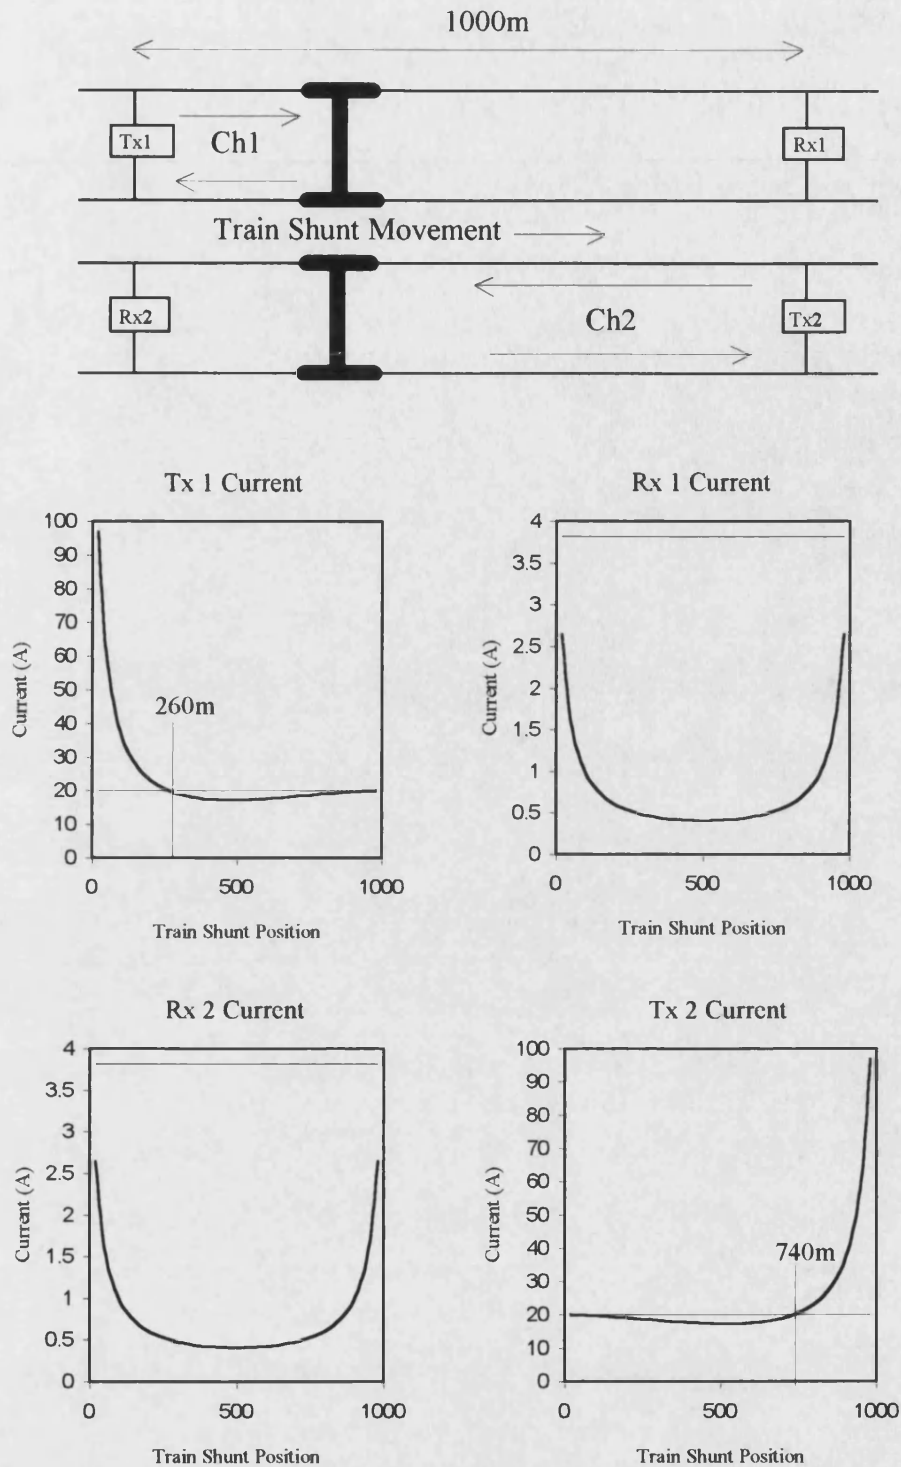 1000m
Tx1
Ch1
Rx1
Train Shunt Movement
Rx2
Ch2
Tx2
Tx 1 Current
Current (A)
100
90
80
70
60
50
40
30
20
10
0
260m
0 500 1000
Train Shunt Position
Rx 1 Current
Current (A)
4
3.5
3
2.5
2
1.5
1
0.5
0
0 500 1000
Train Shunt Position
Rx 2 Current
Current (A)
4
3.5
3
2.5
2
1.5
1
0.5
0
0 500 1000
Train Shunt Position
Tx 2 Current
Current (A)
100
90
80
70
60
50
40
30
20
10
0
740m
0 500 1000
Train Shunt Position